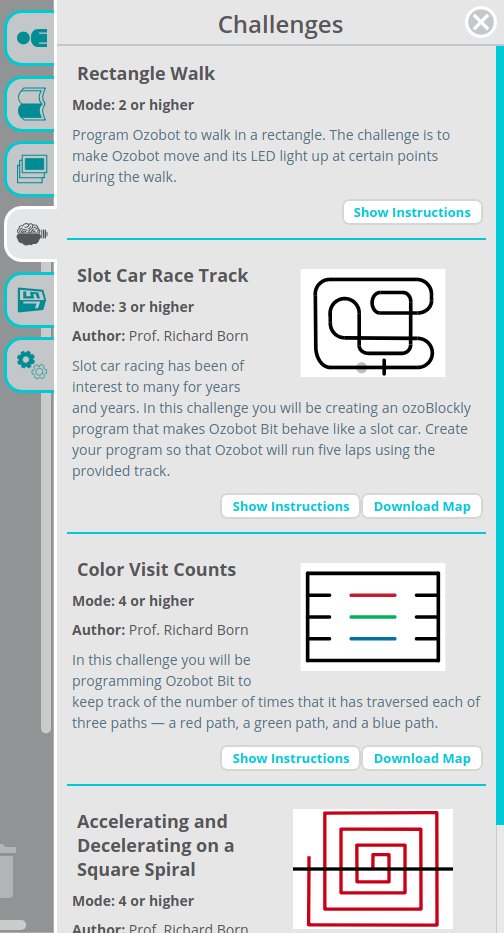 Challenges
Rectangle Walk
Mode: 2 or higher
Program Ozobot to walk in a rectangle. The challenge is to
make Ozobot move and its LED light up at certain points
during the walk.
Show Instructions
Slot Car Race Track
Mode: 3 or higher
Author: Prof. Richard Born
Slot car racing has been of
interest to many for years
and years. In this challenge you will be creating an ozoBlockly
program that makes Ozobot Bit behave like a slot car. Create
your program so that Ozobot will run five laps using the
provided track.
Show Instructions Download Map
Color Visit Counts
Mode: 4 or higher
Author: Prof. Richard Born
In this challenge you will be
programming Ozobot Bit to
keep track of the number of times that it has traversed each of
three paths — a red path, a green path, and a blue path.
Show Instructions Download Map
Accelerating and
Decelerating on a
Square Spiral
Mode: 4 or higher
Author: Prof. Richard Born